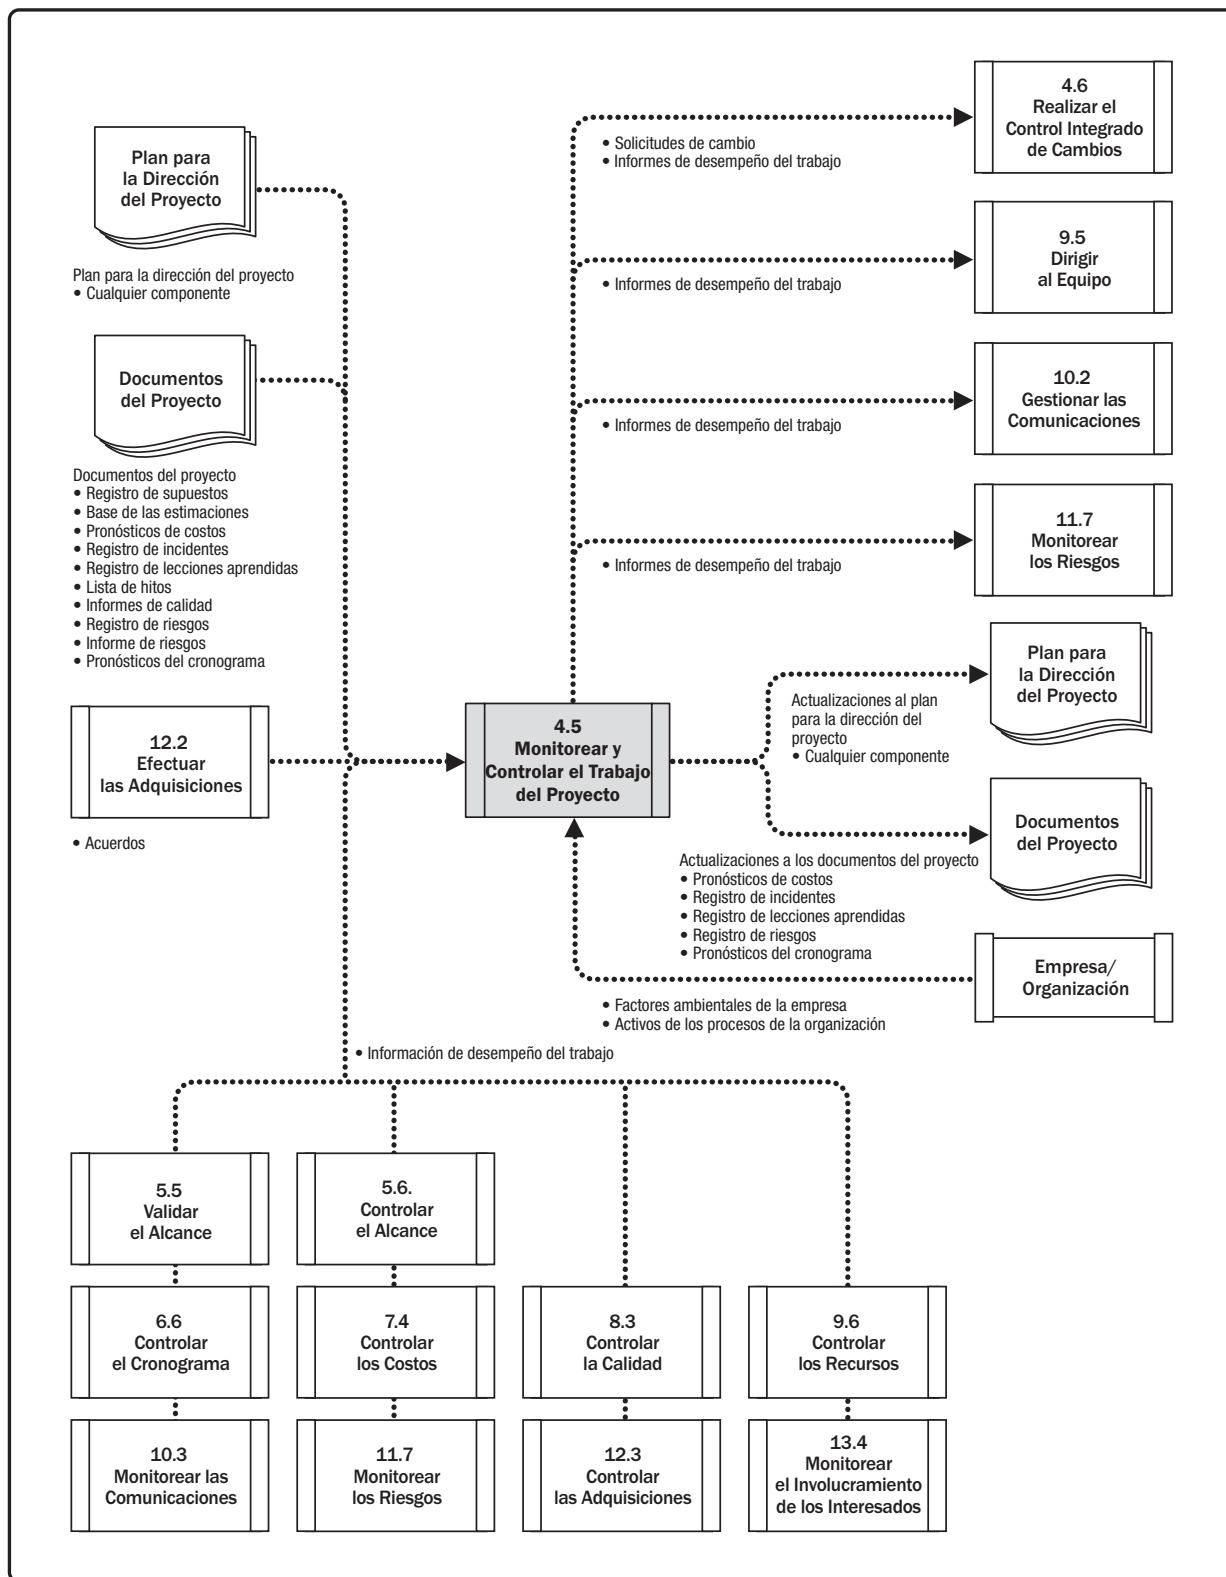 4.6
Realizar el
Control Integrado
de Cambios
• Solicitudes de cambio
• Informes de desempeño del trabajo
Plan para
la Dirección
del Proyecto
Plan para la dirección del proyecto
• Cualquier componente
9.5
Dirigir
al Equipo
• Informes de desempeño del trabajo
Documentos
del Proyecto
10.2
Gestionar las
Comunicaciones
• Informes de desempeño del trabajo
Documentos del proyecto
• Registro de supuestos
• Base de las estimaciones
• Pronósticos de costos
• Registro de incidentes
• Registro de lecciones aprendidas
• Lista de hitos
• Informes de calidad
• Registro de riesgos
• Informe de riesgos
• Pronósticos del cronograma
11.7
Monitorear
los Riesgos
• Informes de desempeño del trabajo
Plan para
la Dirección
del Proyecto
Actualizaciones al plan
para la dirección del
proyecto
• Cualquier componente
12.2
Efectuar
las Adquisiciones
• Acuerdos
4.5
Monitorear y
Controlar el Trabajo
del Proyecto
Documentos
del Proyecto
Actualizaciones a los documentos del proyecto
• Pronósticos de costos
• Registro de incidentes
• Registro de lecciones aprendidas
• Registro de riesgos
• Pronósticos del cronograma
Empresa/
Organización
• Factores ambientales de la empresa
• Activos de los procesos de la organización
• Información de desempeño del trabajo
5.5
Validar
el Alcance
5.6.
Controlar
el Alcance
6.6
Controlar
el Cronograma
7.4
Controlar
los Costos
8.3
Controlar
la Calidad
9.6
Controlar
los Recursos
10.3
Monitorear las
Comunicaciones
11.7
Monitorear
los Riesgos
12.3
Controlar
las Adquisiciones
13.4
Monitorear
el Involucramiento
de los Interesados